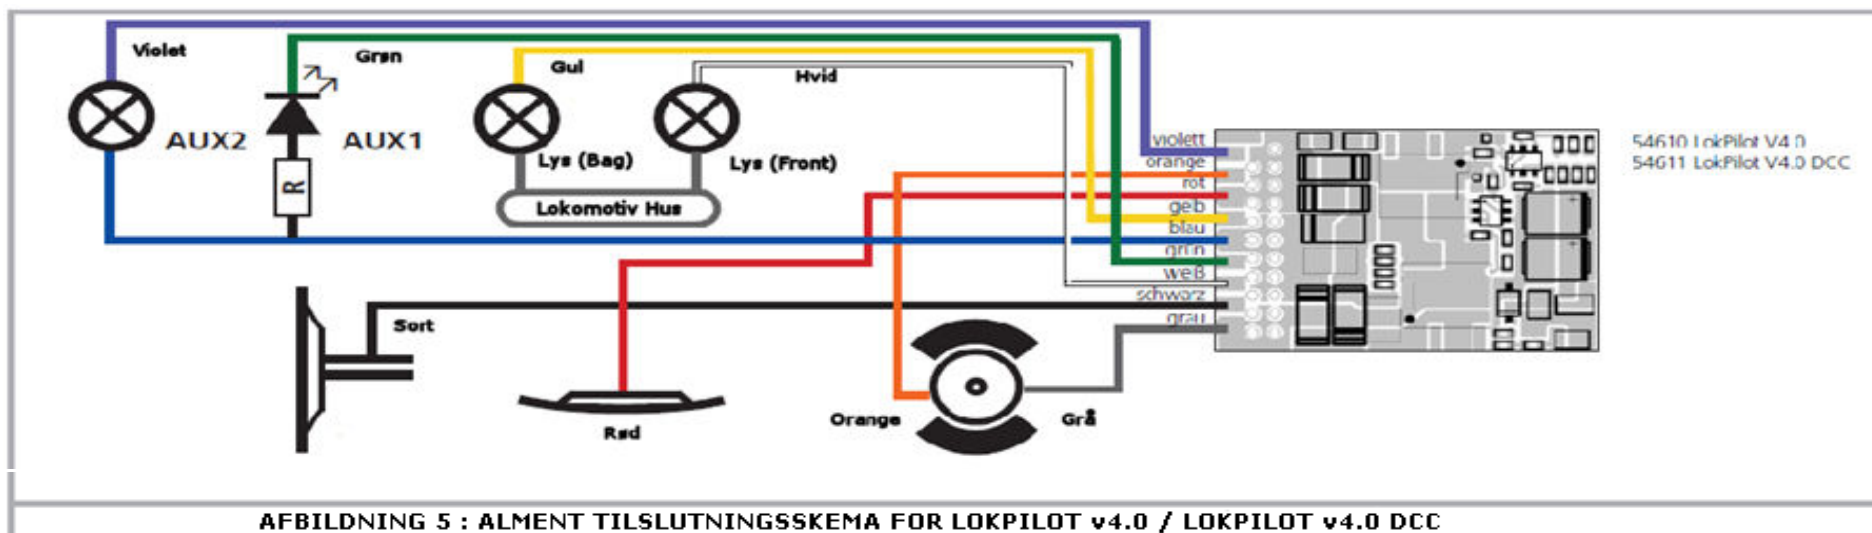 Violet
Grøn
Gul
Hvid
AUX2
AUX1
Lys (Bag)
Lys (Front)
R
Lokomotiv Hus
violett
orange
rot
gelb
blau
grün
weiß
schwarz
grau
54610 LokPilot V4.0
54611 LokPilot V4.0 DCC
Sort
Rød
Orange
Grå
AFBILDNING 5 : ALMENT TILSLUTNINGSSKEMA FOR LOKPILOT v4.0 / LOKPILOT v4.0 DCC